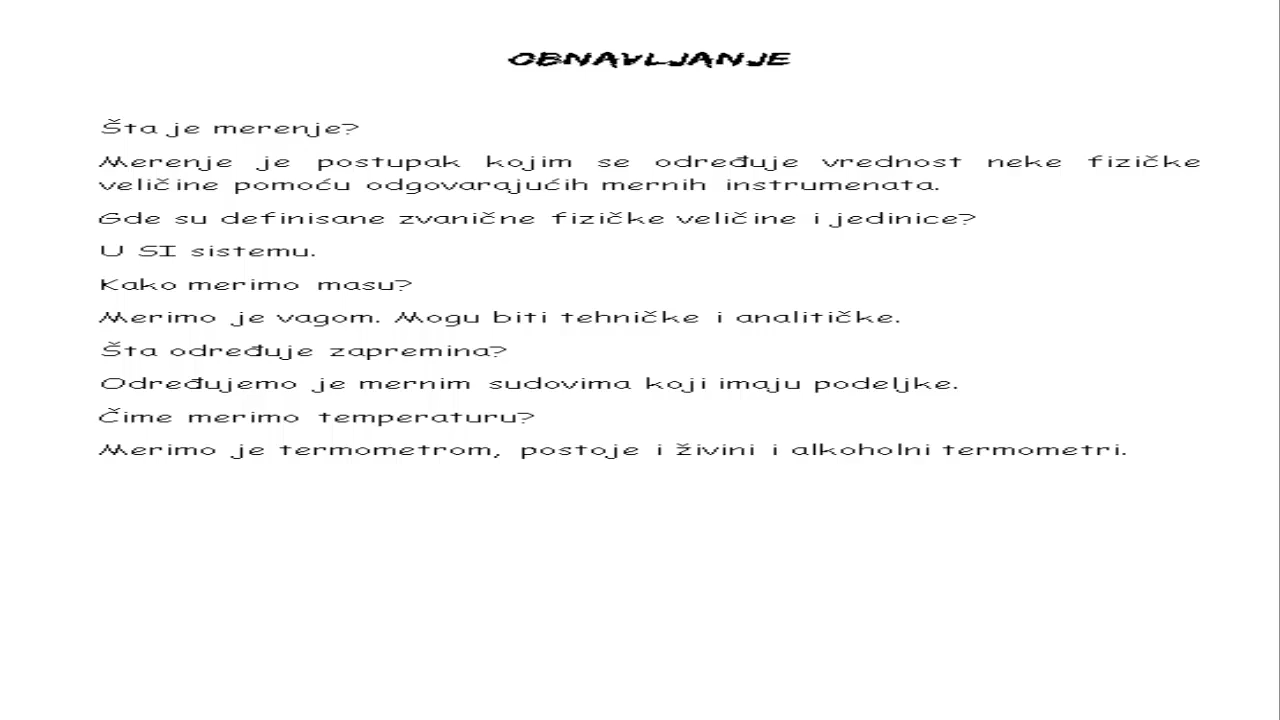 OBNAVLJANJE
Šta je merenje?
Merenje je postupak kojim se određuje vrednost neke fizičke
veličine pomoću odgovarajućih mernih instrumenata.
Gde su definisane zvanične fizičke veličine i jedinice?
U SI sistemu.
Kako merimo masu?
Merimo je vagom. Mogu biti tehničke i analitičke.
Šta određuje zapremina?
Određujemo je mernim sudovima koji imaju podeljke.
Čime merimo temperaturu?
Merimo je termometrom, postoje i živini i alkoholni termometri.